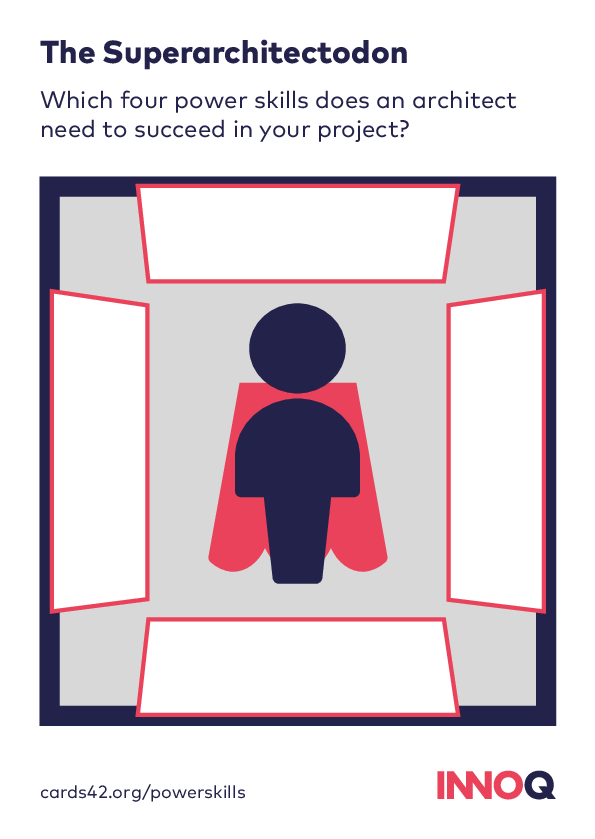 The Superarchitectodon
Which four power skills does an architect
need to succeed in your project?
cards42.org/powerskills
INNOQ